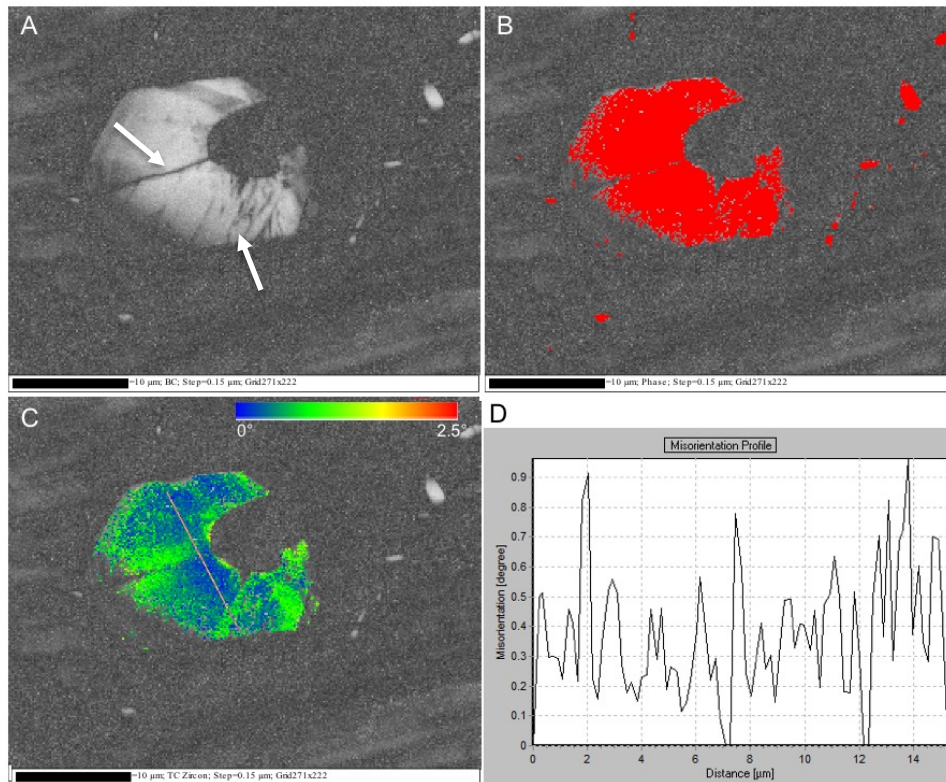 A
B
=10 µm; BC; Step=0.15 µm; Grid271x222
=10 µm; Phase; Step=0.15 µm; Grid271x222
C
0°
2.5°
=10 µm; TC Zircon; Step=0.15 µm; Grid271x222
D
Misorientation Profile
Misorientation [degree]
0.9
0.8
0.7
0.6
0.5
0.4
0.3
0.2
0.1
0
0 2 4 6 8 10 12 14
Distance [µm]